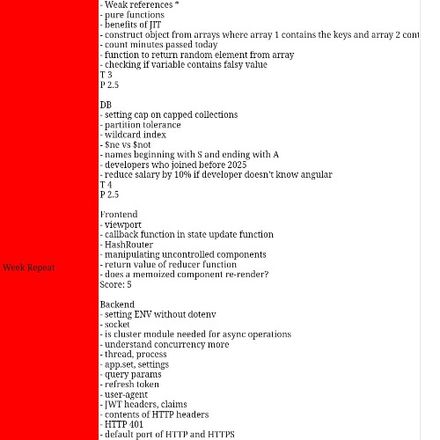 - Weak references *
- pure functions
- benefits of JIT
- construct object from arrays where array 1 contains the keys and array 2 cont
- count minutes passed today
- function to return random element from array
- checking if variable contains falsy value
T 3
P 2.5
DB
- setting cap on capped collections
- partition tolerance
- wildcard index
- $ne vs $not
- names beginning with S and ending with A
- developers who joined before 2025
- reduce salary by 10% if developer doesn't know angular
T 4
P 2.5
Frontend
- viewport
- callback function in state update function
- HashRouter
- manipulating uncontrolled components
- return value of reducer function
- does a memoized component re-render?
Score: 5
Week Repeat
Backend
- setting ENV without dotenv
- socket
- is cluster module needed for async operations
- understand concurrency more
- thread, process
- app.set, settings
- query params
- refresh token
- user-agent
- JWT headers, claims
- contents of HTTP headers
- HTTP 401
- default port of HTTP and HTTPS